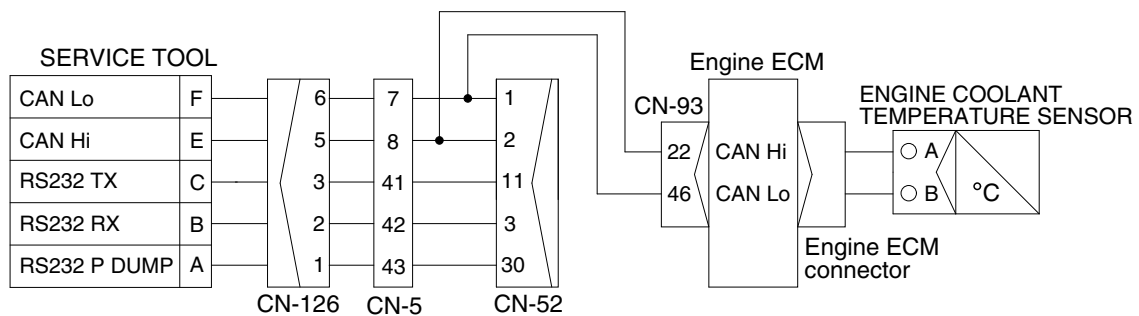 SERVICE TOOL
CAN Lo F 6 7 1
CAN Hi E 5 8 2
RS232 TX C 3 41 11
RS232 RX B 2 42 3
RS232 P DUMP A 1 43 30
CN-126
CN-5
CN-52
Engine ECM
CN-93
22 CAN Hi
46 CAN Lo
Engine ECM
connector
ENGINE COOLANT
TEMPERATURE SENSOR
A
B
°C